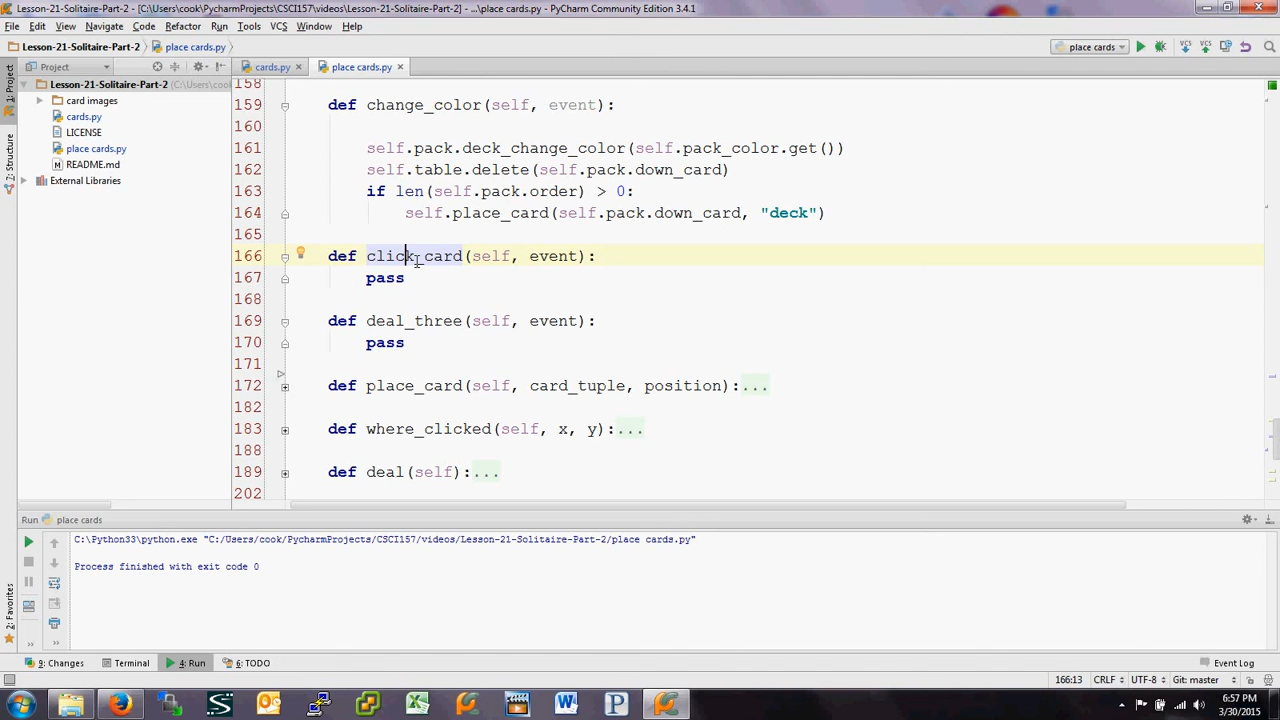 Lesson-21-Solitaire-Part-2 - [C:\Users\cook\PycharmProjects\CSCI157\videos\Lesson-21-Solitaire-Part-2] - ...\place cards.py - PyCharm Community Edition 3.4.1
File Edit View Navigate Code Refactor Run Tools VCS Window Help
Lesson-21-Solitaire-Part-2 place cards.py place cards
1: Project Project cards.py place cards.py
Lesson-21-Solitaire-Part-2 (C:\Users\cook
card images
cards.py
LICENSE
place cards.py
README.md
External Libraries
7: Structure
158
159 def change_color(self, event):
160
161 self.pack.deck_change_color(self.pack_color.get())
162 self.table.delete(self.pack.down_card)
163 if len(self.pack.order) > 0:
164 self.place_card(self.pack.down_card, "deck")
165
166 def click_card(self, event):
167 pass
168
169 def deal_three(self, event):
170 pass
171
172 def place_card(self, card_tuple, position):...
182
183 def where_clicked(self, x, y):...
188
189 def deal(self):...
202
Run place cards
C:\Python33\python.exe "C:/Users/cook/PycharmProjects/CSCI157/videos/Lesson-21-Solitaire-Part-2/place cards.py"
Process finished with exit code 0
2: Favorites
9: Changes Terminal 4: Run 6: TODO Event Log
166:13 CRLF UTF-8 Git: master
6:57 PM
3/30/2015